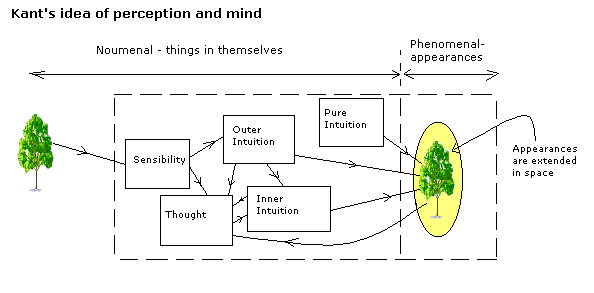 Kant's idea of perception and mind
Noumenal - things in themselves
Phenomenal-
appearances
Pure
Intuition
Outer
Intuition
Sensibility
Appearances
are extended
in space
Inner
Intuition
Thought